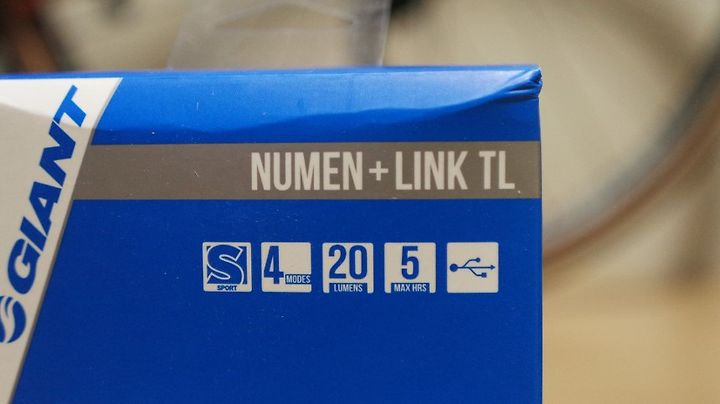 GIANT
NUMEN+LINK TL
S SPORT
4 MODES
20 LUMENS
5 MAX HRS